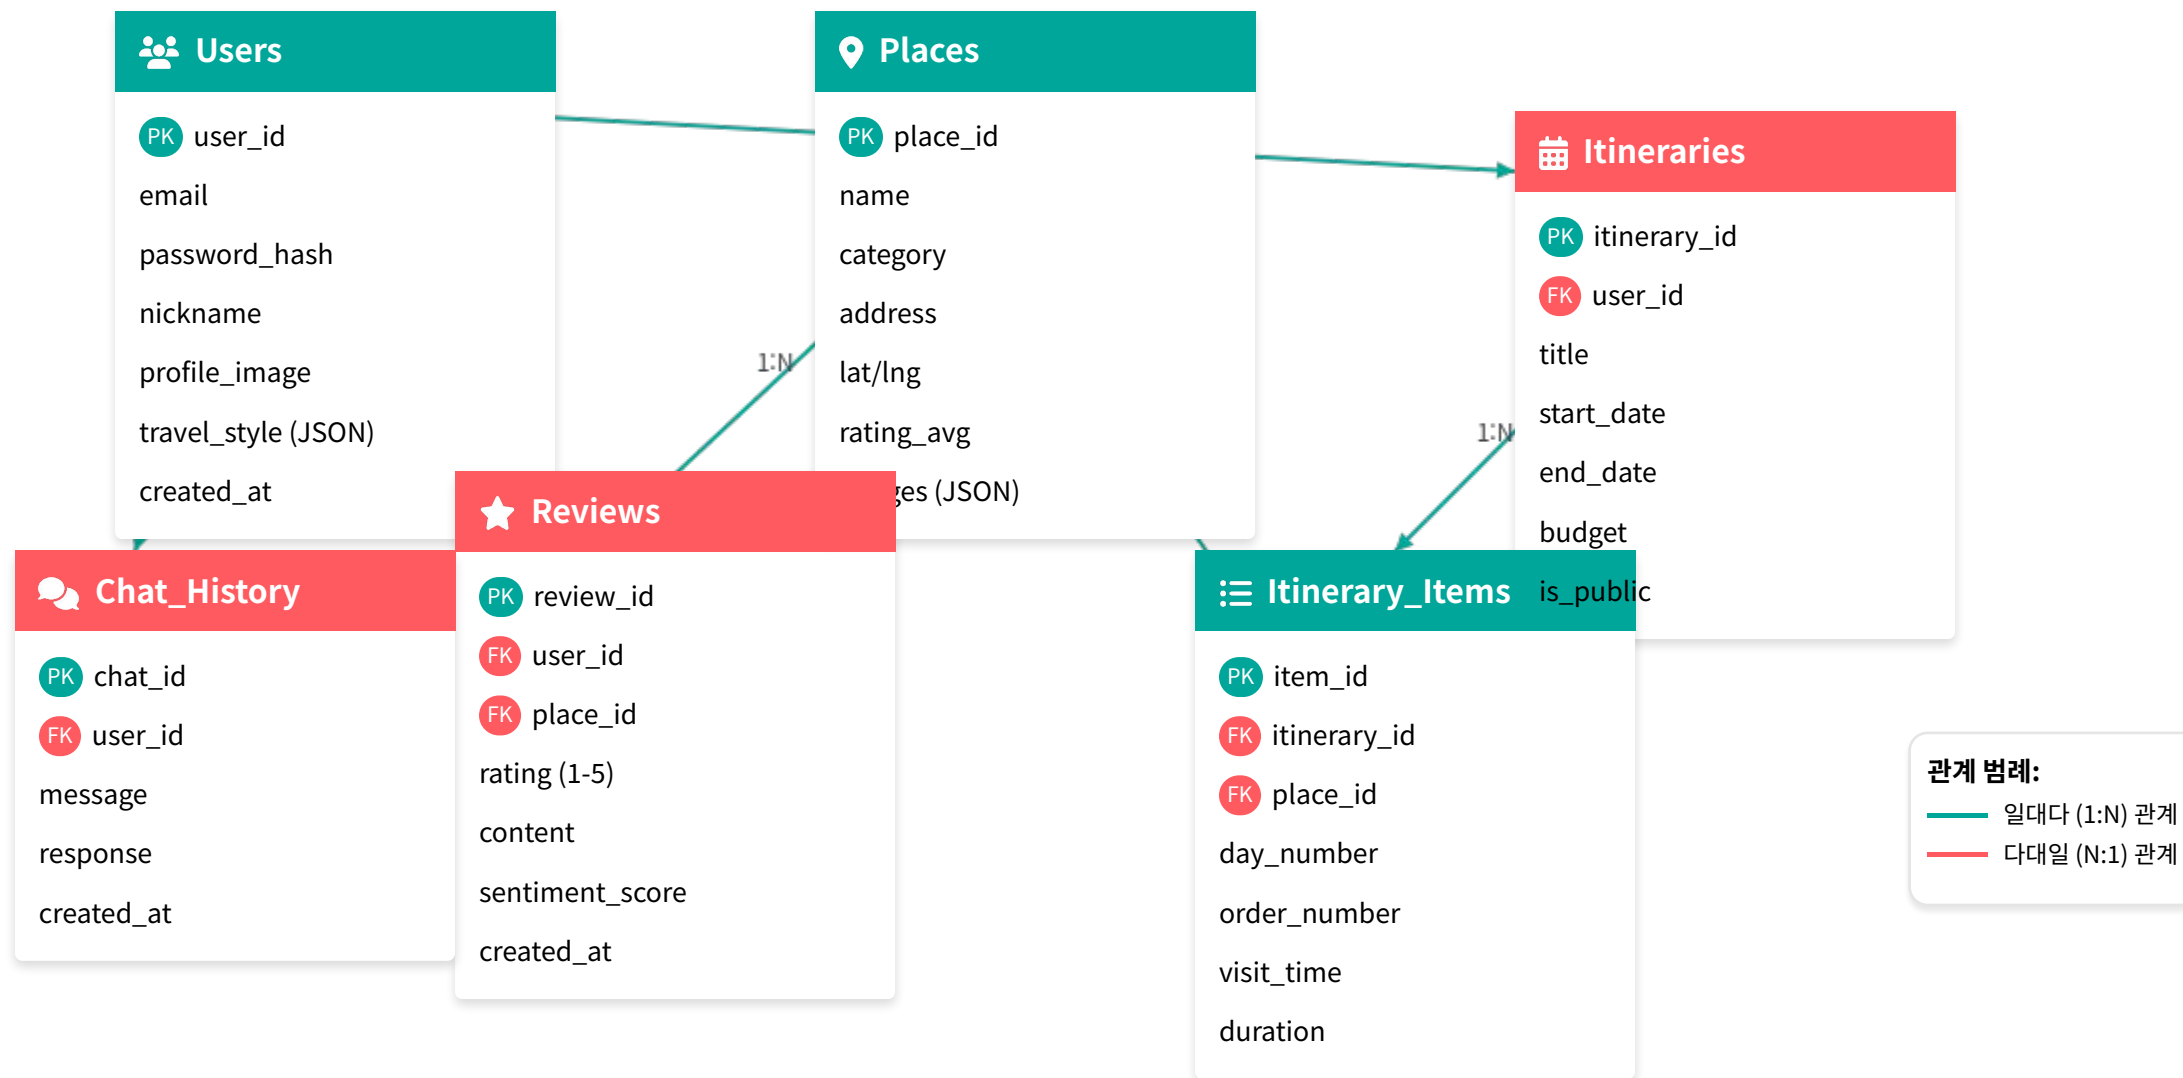 Users
PK user_id
email
password_hash
nickname
profile_image
travel_style (JSON)
created_at
Places
PK place_id
name
category
address
lat/lng
rating_avg
ges (JSON)
Itineraries
PK itinerary_id
FK user_id
title
start_date
end_date
budget
is_public
1:N
1:N
Chat_History
PK chat_id
FK user_id
message
response
created_at
Reviews
PK review_id
FK user_id
FK place_id
rating (1-5)
content
sentiment_score
created_at
Itinerary_Items
PK item_id
FK itinerary_id
FK place_id
day_number
order_number
visit_time
duration
관계 범례:
일대다 (1:N) 관계
다대일 (N:1) 관계